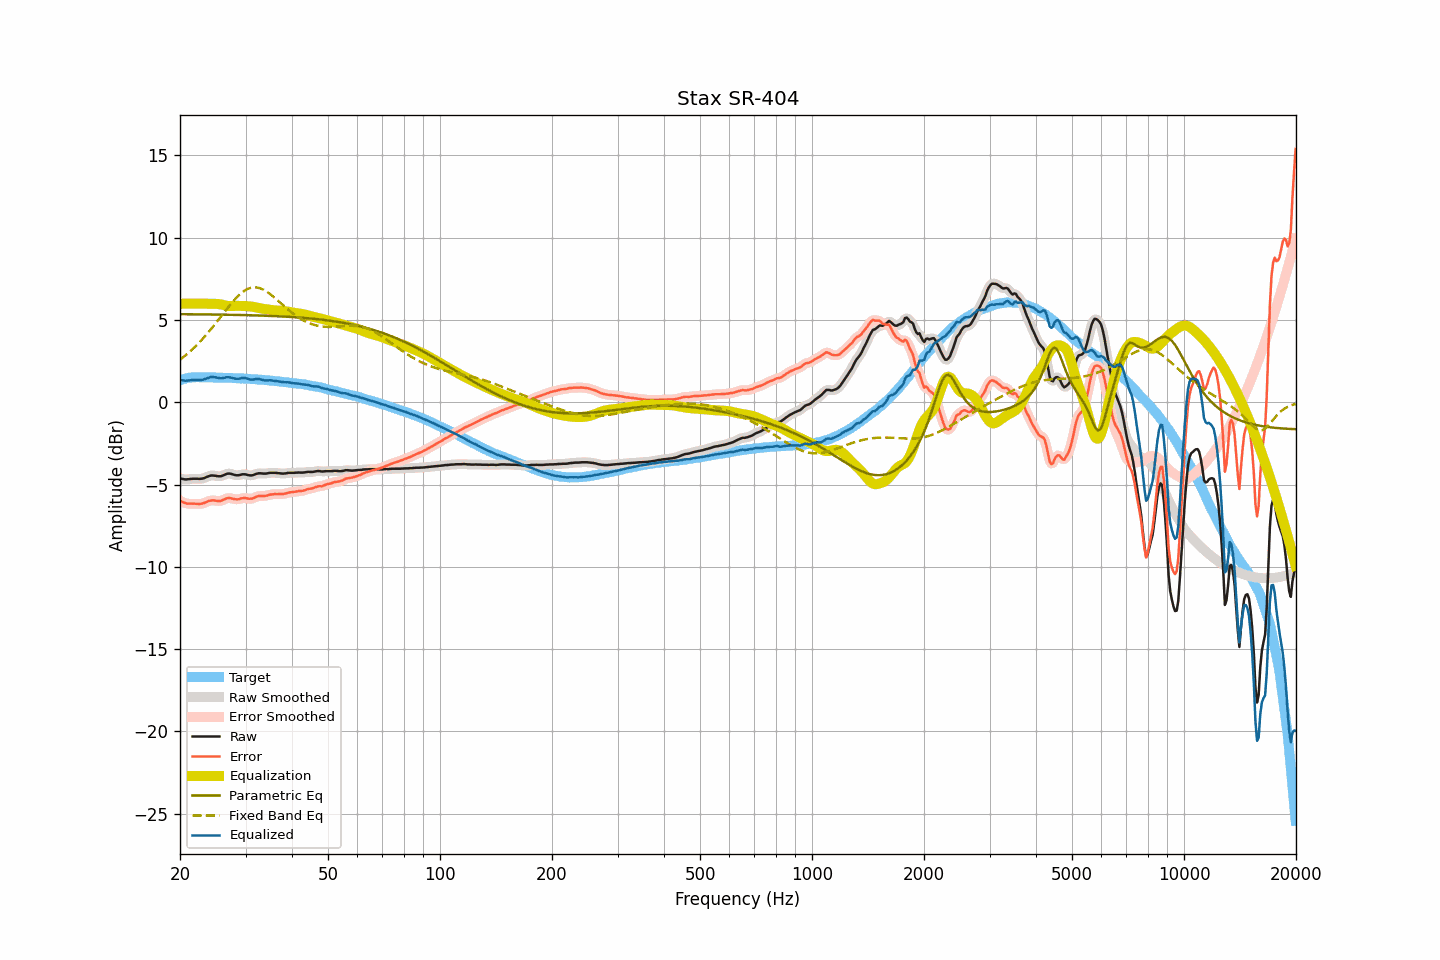 Stax SR-404
Amplitude (dBr)
15
10
5
0
−5
−10
−15
−20
−25
Target
Raw Smoothed
Error Smoothed
Raw
Error
Equalization
Parametric Eq
Fixed Band Eq
Equalized
20 50 100 200 500 1000 2000 5000 10000 20000
Frequency (Hz)